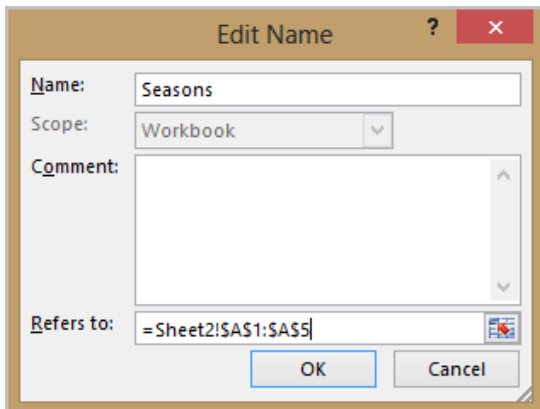 Edit Name
? ×
Name: Seasons
Scope: Workbook
Comment:
Refers to: =Sheet2!$A$1:$A$5
OK Cancel